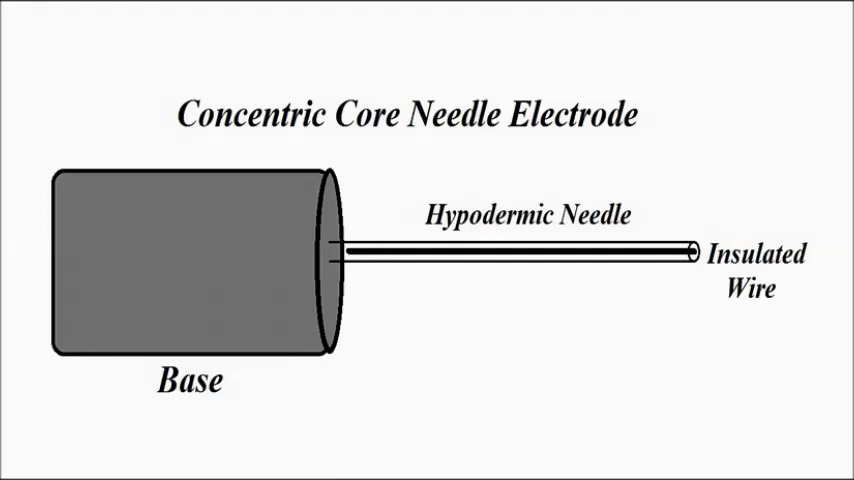 Concentric Core Needle Electrode
Hypodermic Needle
Insulated
Wire
Base